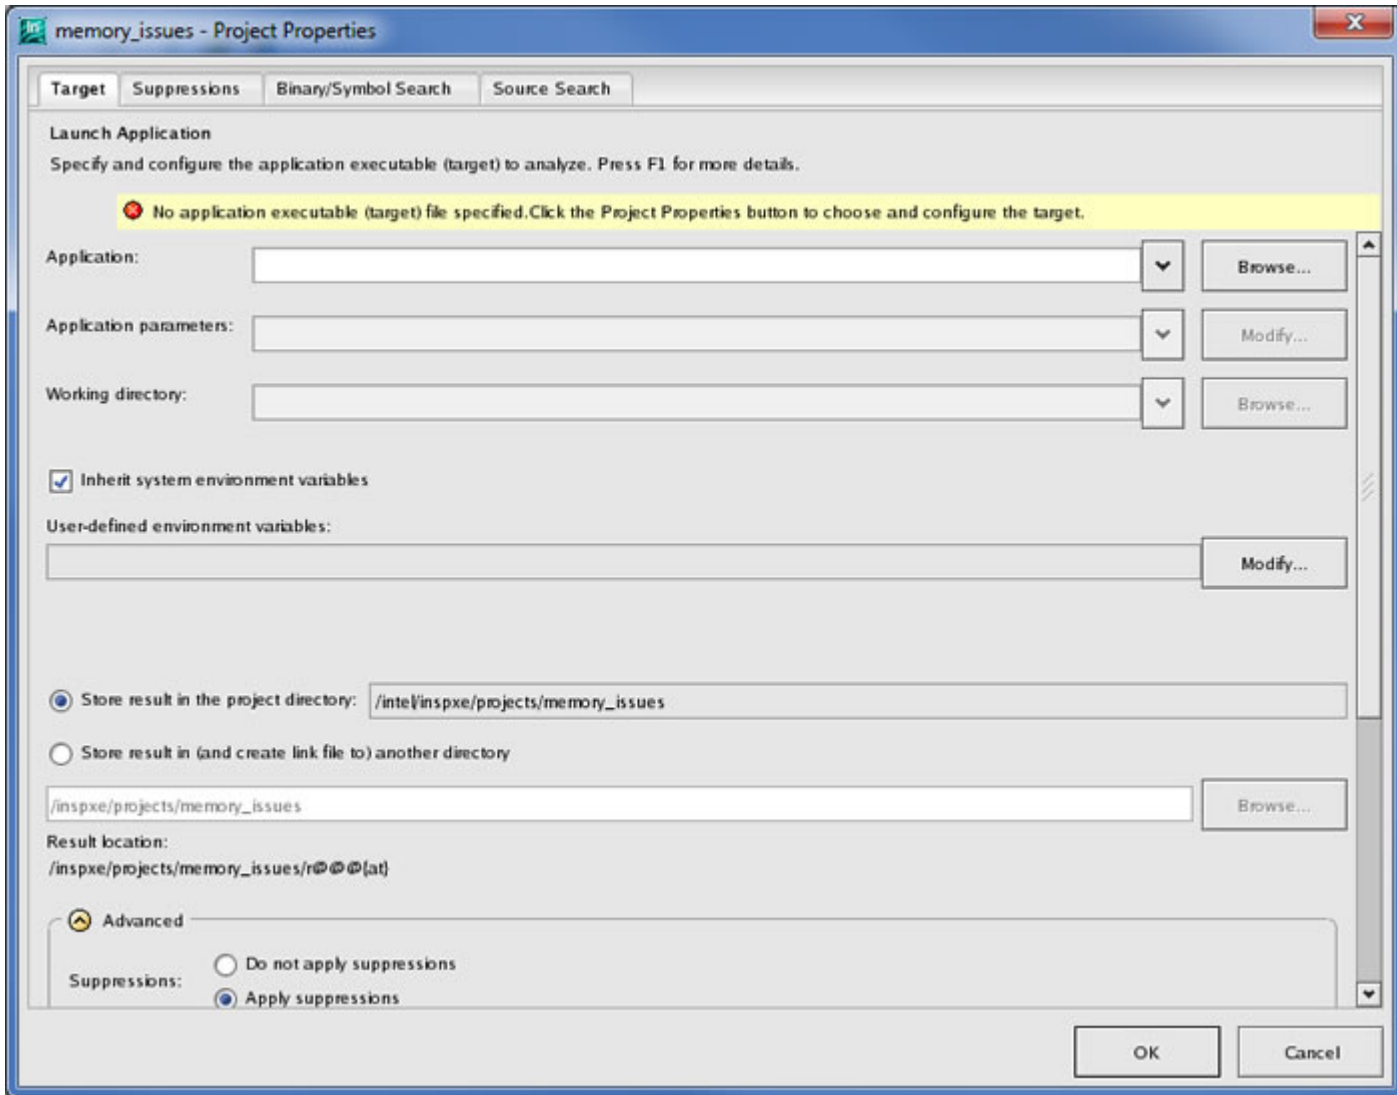 memory_issues - Project Properties
Target Suppressions Binary/Symbol Search Source Search
Launch Application
Specify and configure the application executable (target) to analyze. Press F1 for more details.
No application executable (target) file specified.Click the Project Properties button to choose and configure the target.
Application: Browse...
Application parameters: Modify...
Working directory: Browse...
Inherit system environment variables
User-defined environment variables:
Modify...
Store result in the project directory: /intel/inspxe/projects/memory_issues
Store result in (and create link file to) another directory
/inspxe/projects/memory_issues Browse...
Result location:
/inspxe/projects/memory_issues/r@@@{at}
Advanced
Do not apply suppressions
Suppressions:
Apply suppressions
OK Cancel